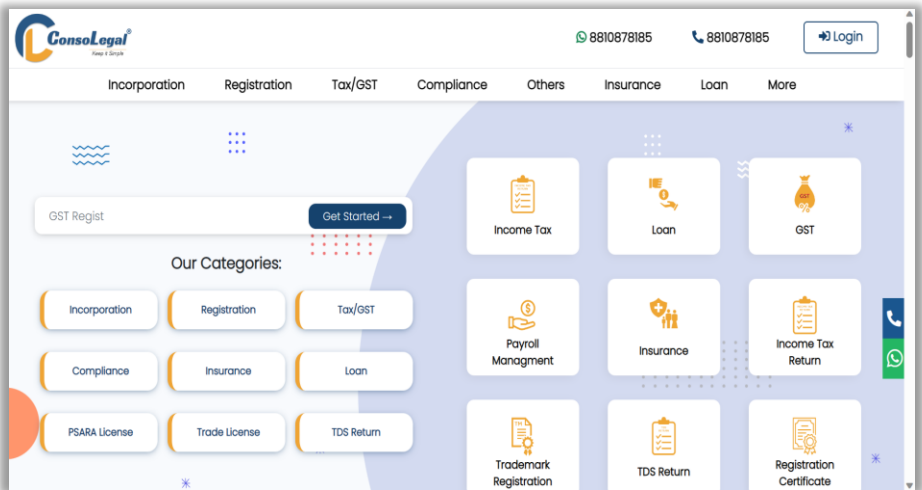 ConsoLegal®
Keep it Simple
8810878185
8810878185
Login
Incorporation
Registration
Tax/GST
Compliance
Others
Insurance
Loan
More
GST Regist
Get Started →
Our Categories:
Incorporation
Registration
Tax/GST
Compliance
Insurance
Loan
PSARA License
Trade License
TDS Return
Income Tax
Loan
GST
GST
Payroll
Managment
Insurance
Income Tax
Return
Trademark
Registration
TDS Return
Registration
Certificate